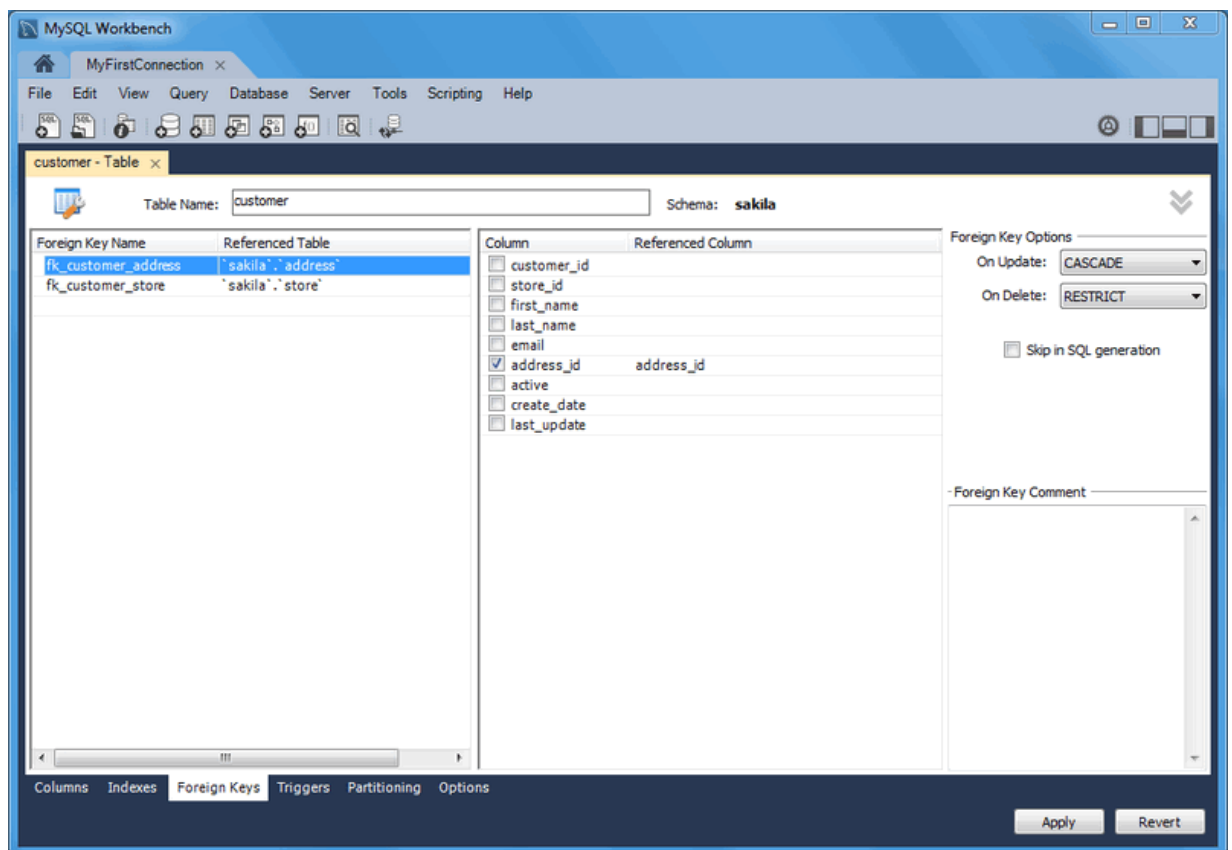 MySQL Workbench
MyFirstConnection
File Edit View Query Database Server Tools Scripting Help
SQL SQL
customer - Table
Table Name: customer Schema: sakila
Foreign Key Name Referenced Table
fk_customer_address `sakila`.`address`
fk_customer_store `sakila`.`store`
Column Referenced Column
customer_id
store_id
first_name
last_name
email
address_id address_id
active
create_date
last_update
Foreign Key Options
On Update: CASCADE
On Delete: RESTRICT
Skip in SQL generation
Foreign Key Comment
Columns Indexes Foreign Keys Triggers Partitioning Options
Apply Revert